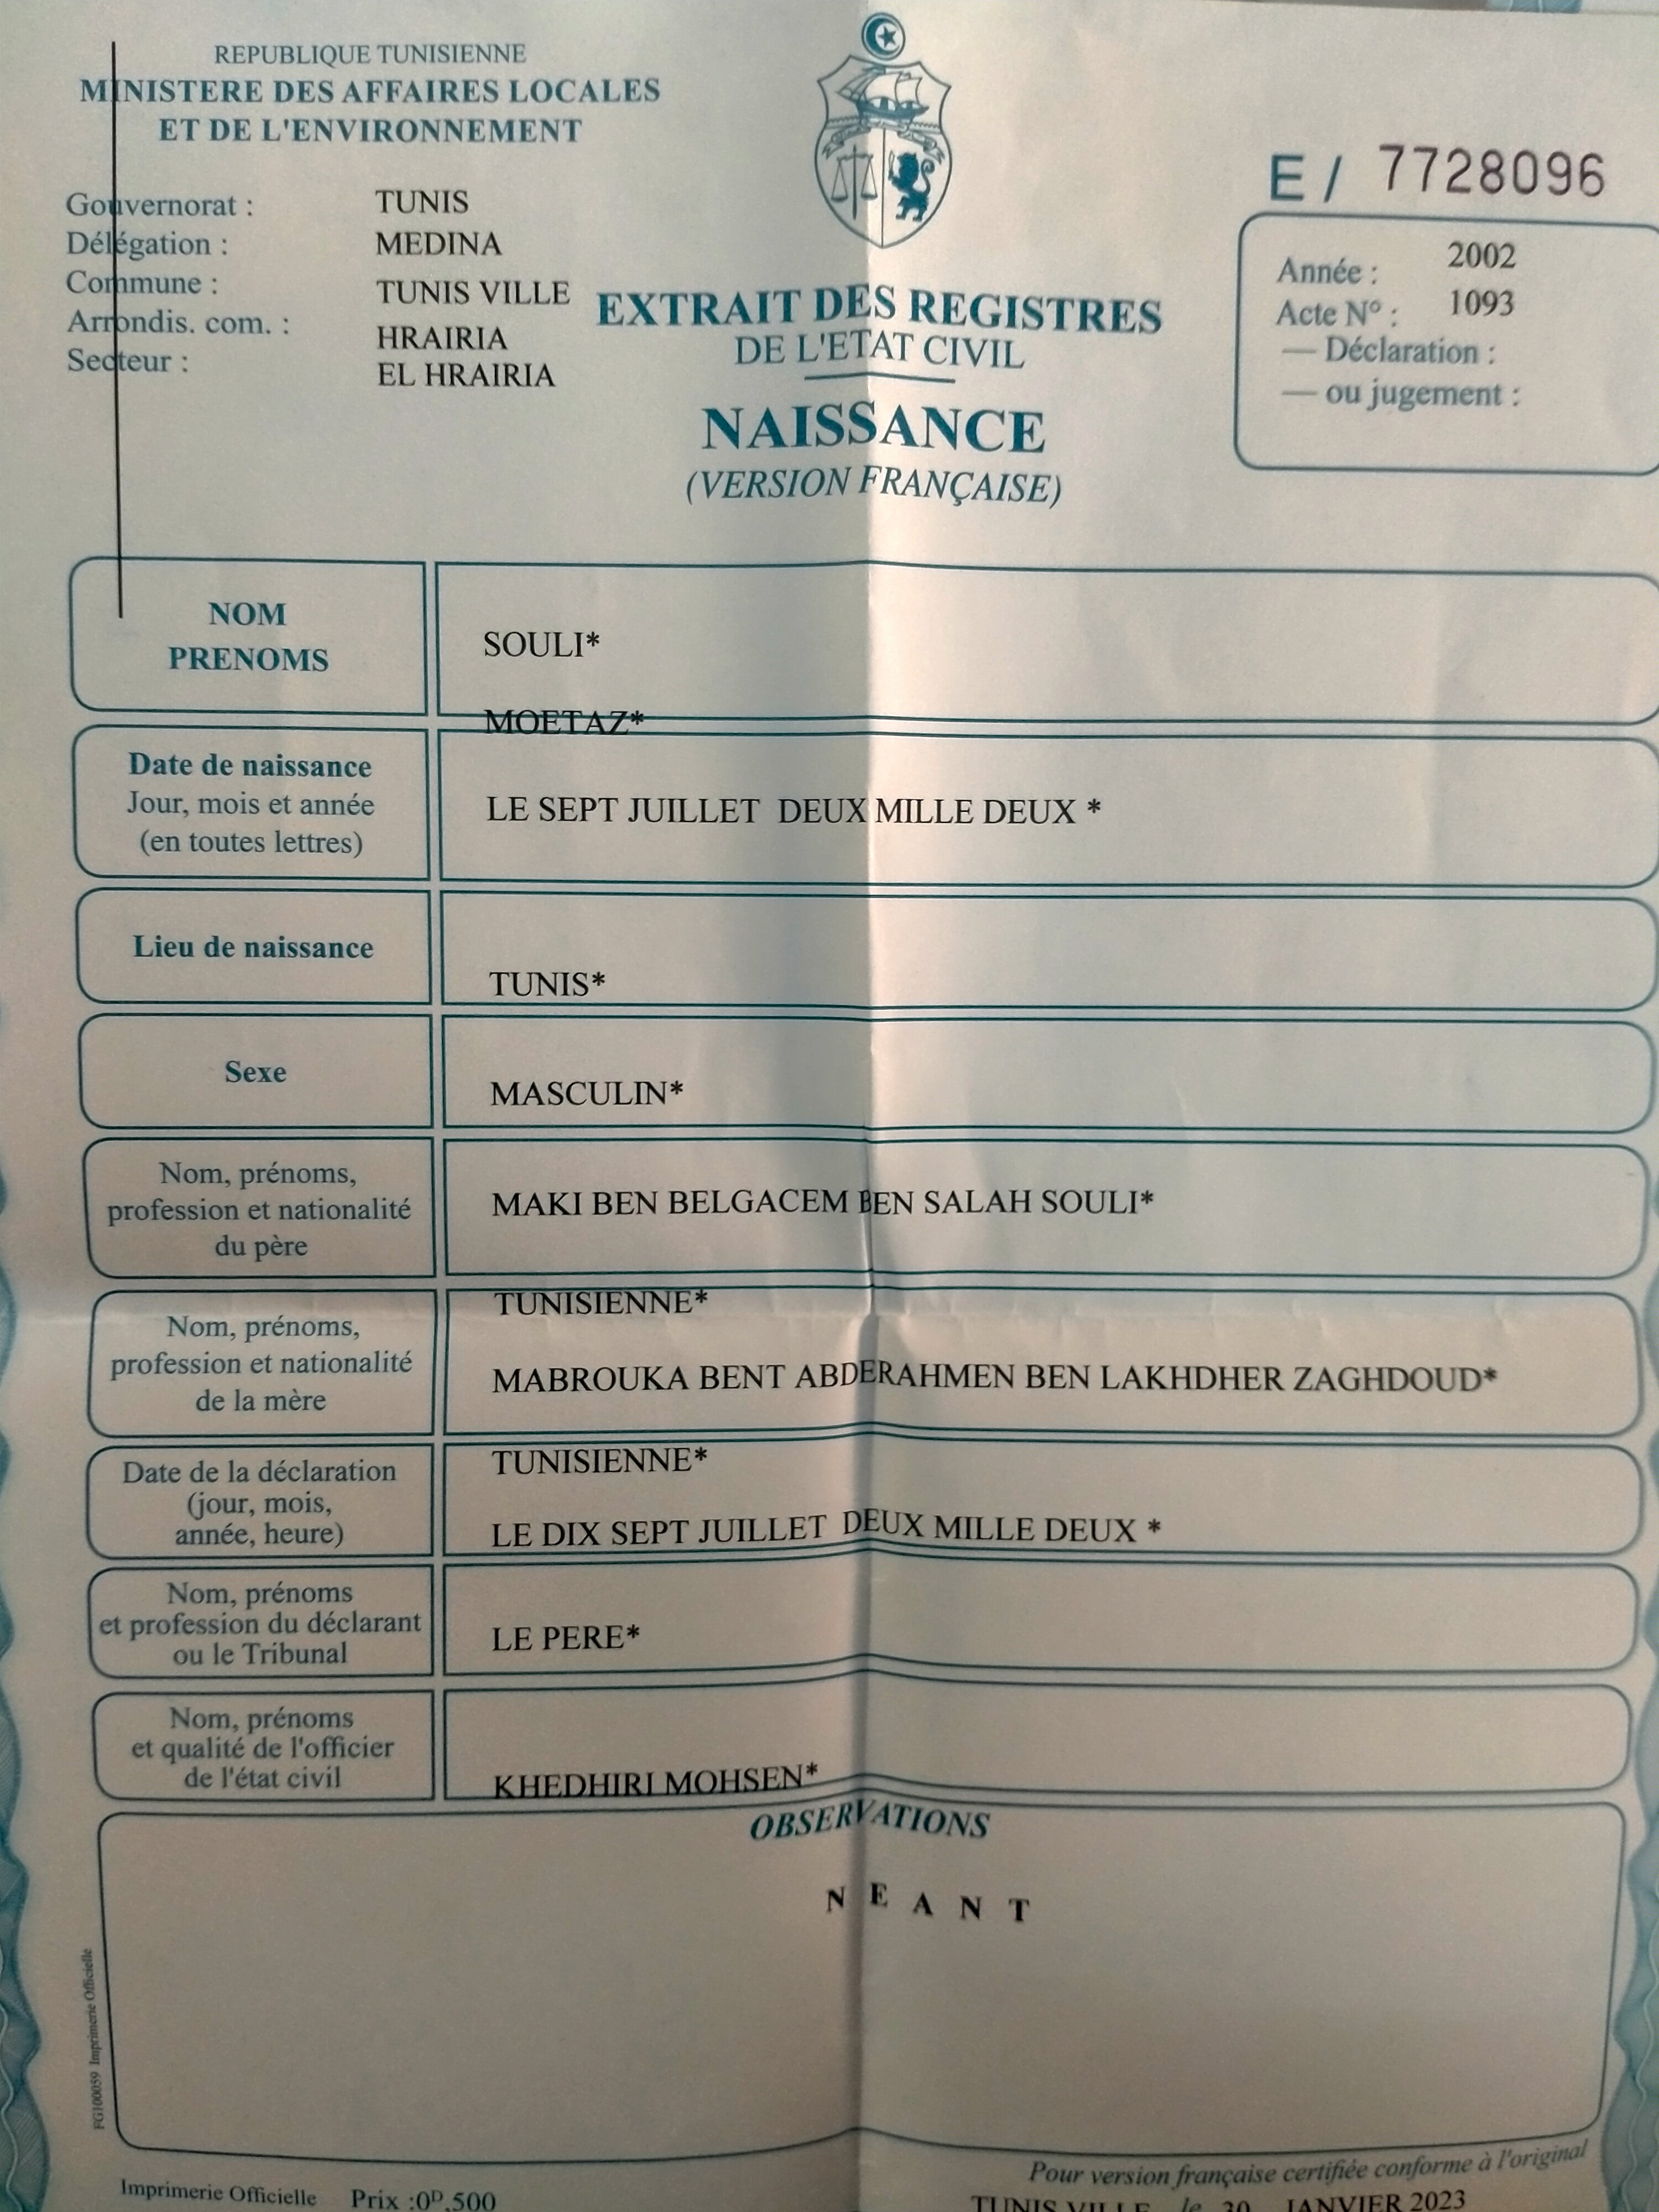 REPUBLIQUE TUNISIENNE
MINISTERE DES AFFAIRES LOCALES
ET DE L'ENVIRONNEMENT
Gouvernorat : TUNIS
Délégation : MEDINA
Commune : TUNIS VILLE
Arrondis. com. : HRAIRIA
Secteur : EL HRAIRIA
E / 7728096
Année : 2002
Acte N° : 1093
— Déclaration :
— ou jugement :
EXTRAIT DES REGISTRES
DE L'ETAT CIVIL
NAISSANCE
(VERSION FRANÇAISE)
NOM
PRENOMS
SOULI*
MOETAZ*
Date de naissance
Jour, mois et année
(en toutes lettres)
LE SEPT JUILLET DEUX MILLE DEUX *
Lieu de naissance
TUNIS*
Sexe
MASCULIN*
Nom, prénoms,
profession et nationalité
du père
MAKI BEN BELGACEM BEN SALAH SOULI*
TUNISIENNE*
Nom, prénoms,
profession et nationalité
de la mère
MABROUKA BENT ABDERAHMEN BEN LAKHDHER ZAGHDOUD*
TUNISIENNE*
Date de la déclaration
(jour, mois,
année, heure)
LE DIX SEPT JUILLET DEUX MILLE DEUX *
Nom, prénoms
et profession du déclarant
ou le Tribunal
LE PERE*
Nom, prénoms
et qualité de l'officier
de l'état civil
KHEDHIRI MOHSEN*
OBSERVATIONS
N E A N T
FG100059 Imprimerie Officielle
Imprimerie Officielle Prix :0ᴰ,500
Pour version française certifiée conforme à l'original
TUNIS VILLE le 30 JANVIER 2023